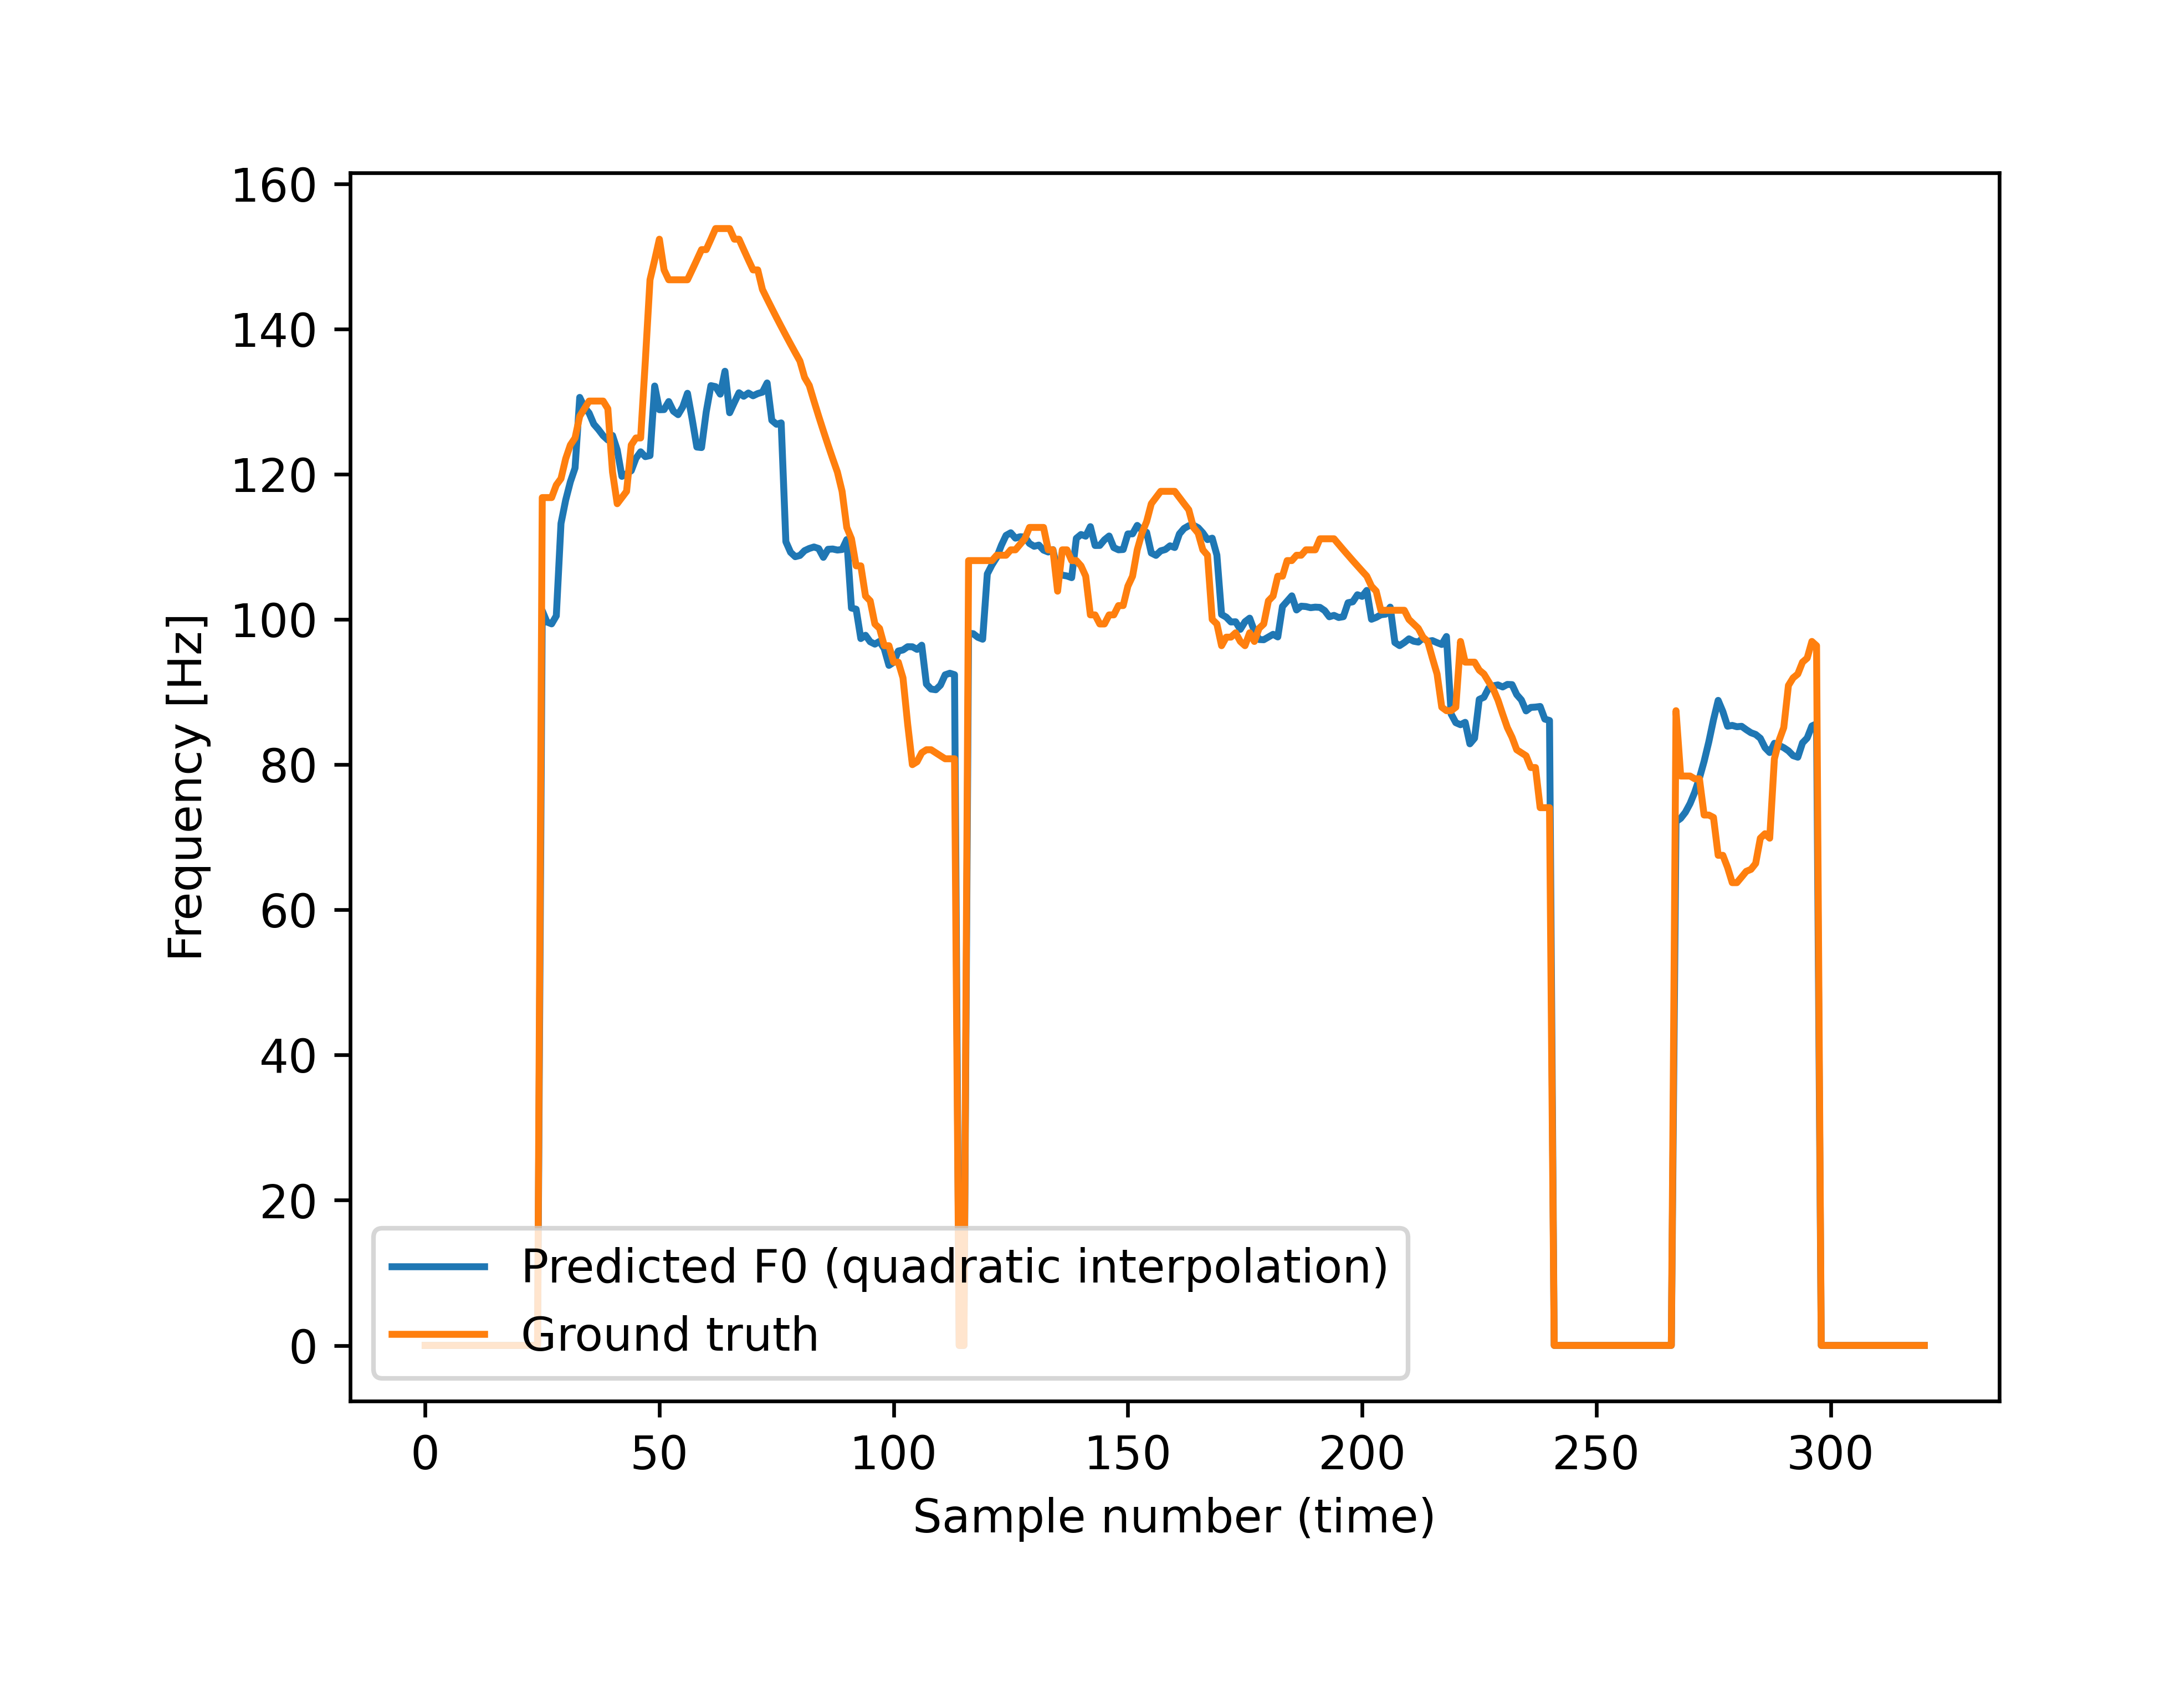 160
140
120
100
80
60
40
20
0
Frequency [Hz]
Predicted F0 (quadratic interpolation)
Ground truth
0 50 100 150 200 250 300
Sample number (time)